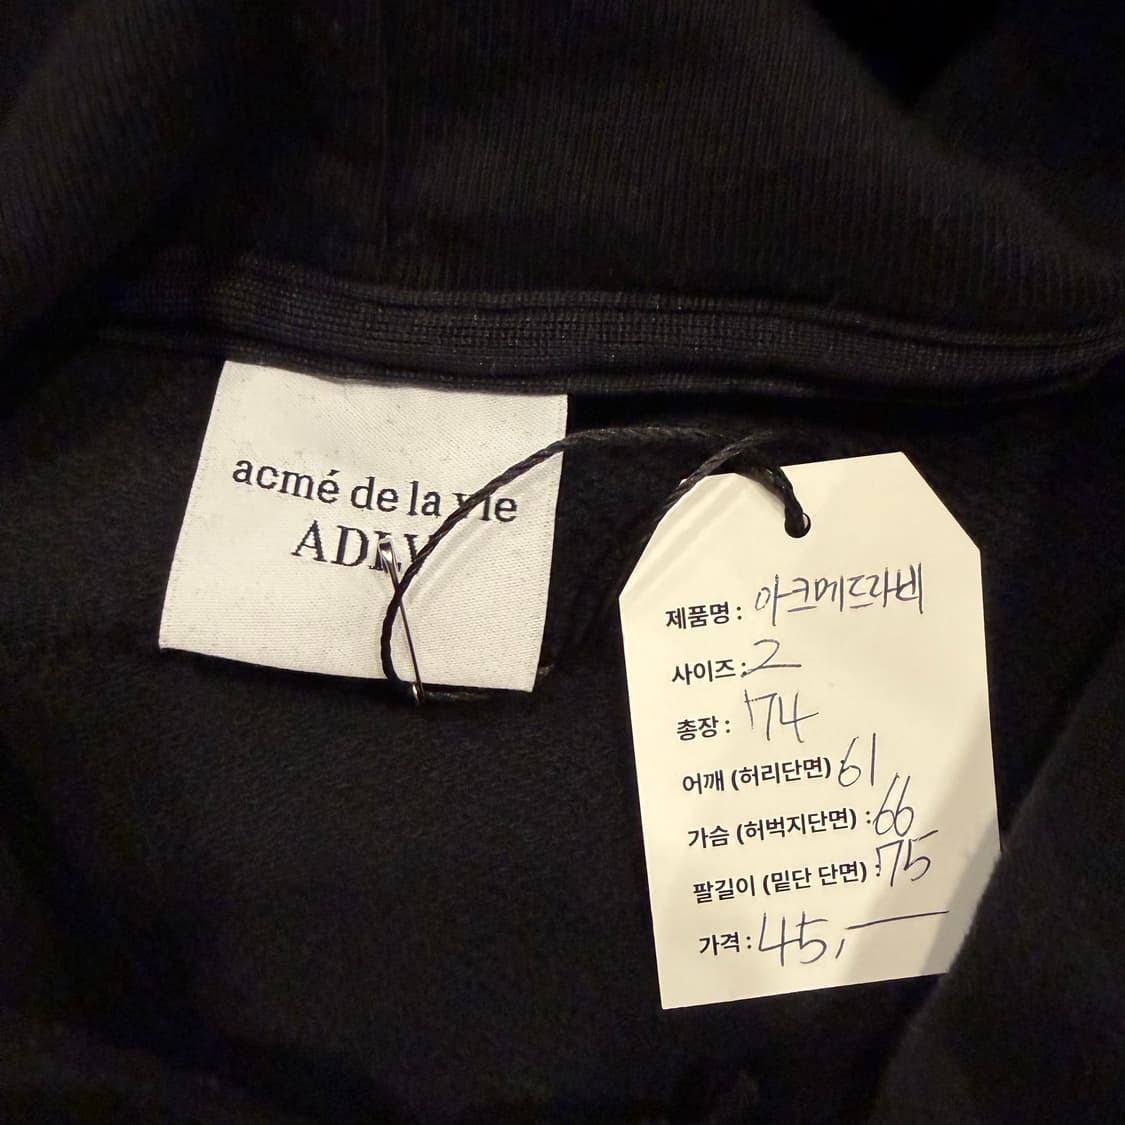 acmé de la vie
ADLV
제품명 : 아크메드라비
사이즈 : 2
총장 : 74
어깨 (허리단면) : 61
가슴 (허벅지단면) : 66
팔길이 (밑단 단면) : 75
가격 : 45,—